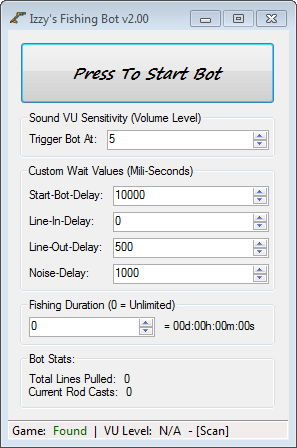 Izzy's Fishing Bot v2.00
Press To Start Bot
Sound VU Sensitivity (Volume Level)
Trigger Bot At: 5
Custom Wait Values (Mili-Seconds)
Start-Bot-Delay: 10000
Line-In-Delay: 0
Line-Out-Delay: 500
Noise-Delay: 1000
Fishing Duration (0 = Unlimited)
0 = 00d:00h:00m:00s
Bot Stats:
Total Lines Pulled: 0
Current Rod Casts: 0
Game: Found | VU Level: N/A - [Scan]